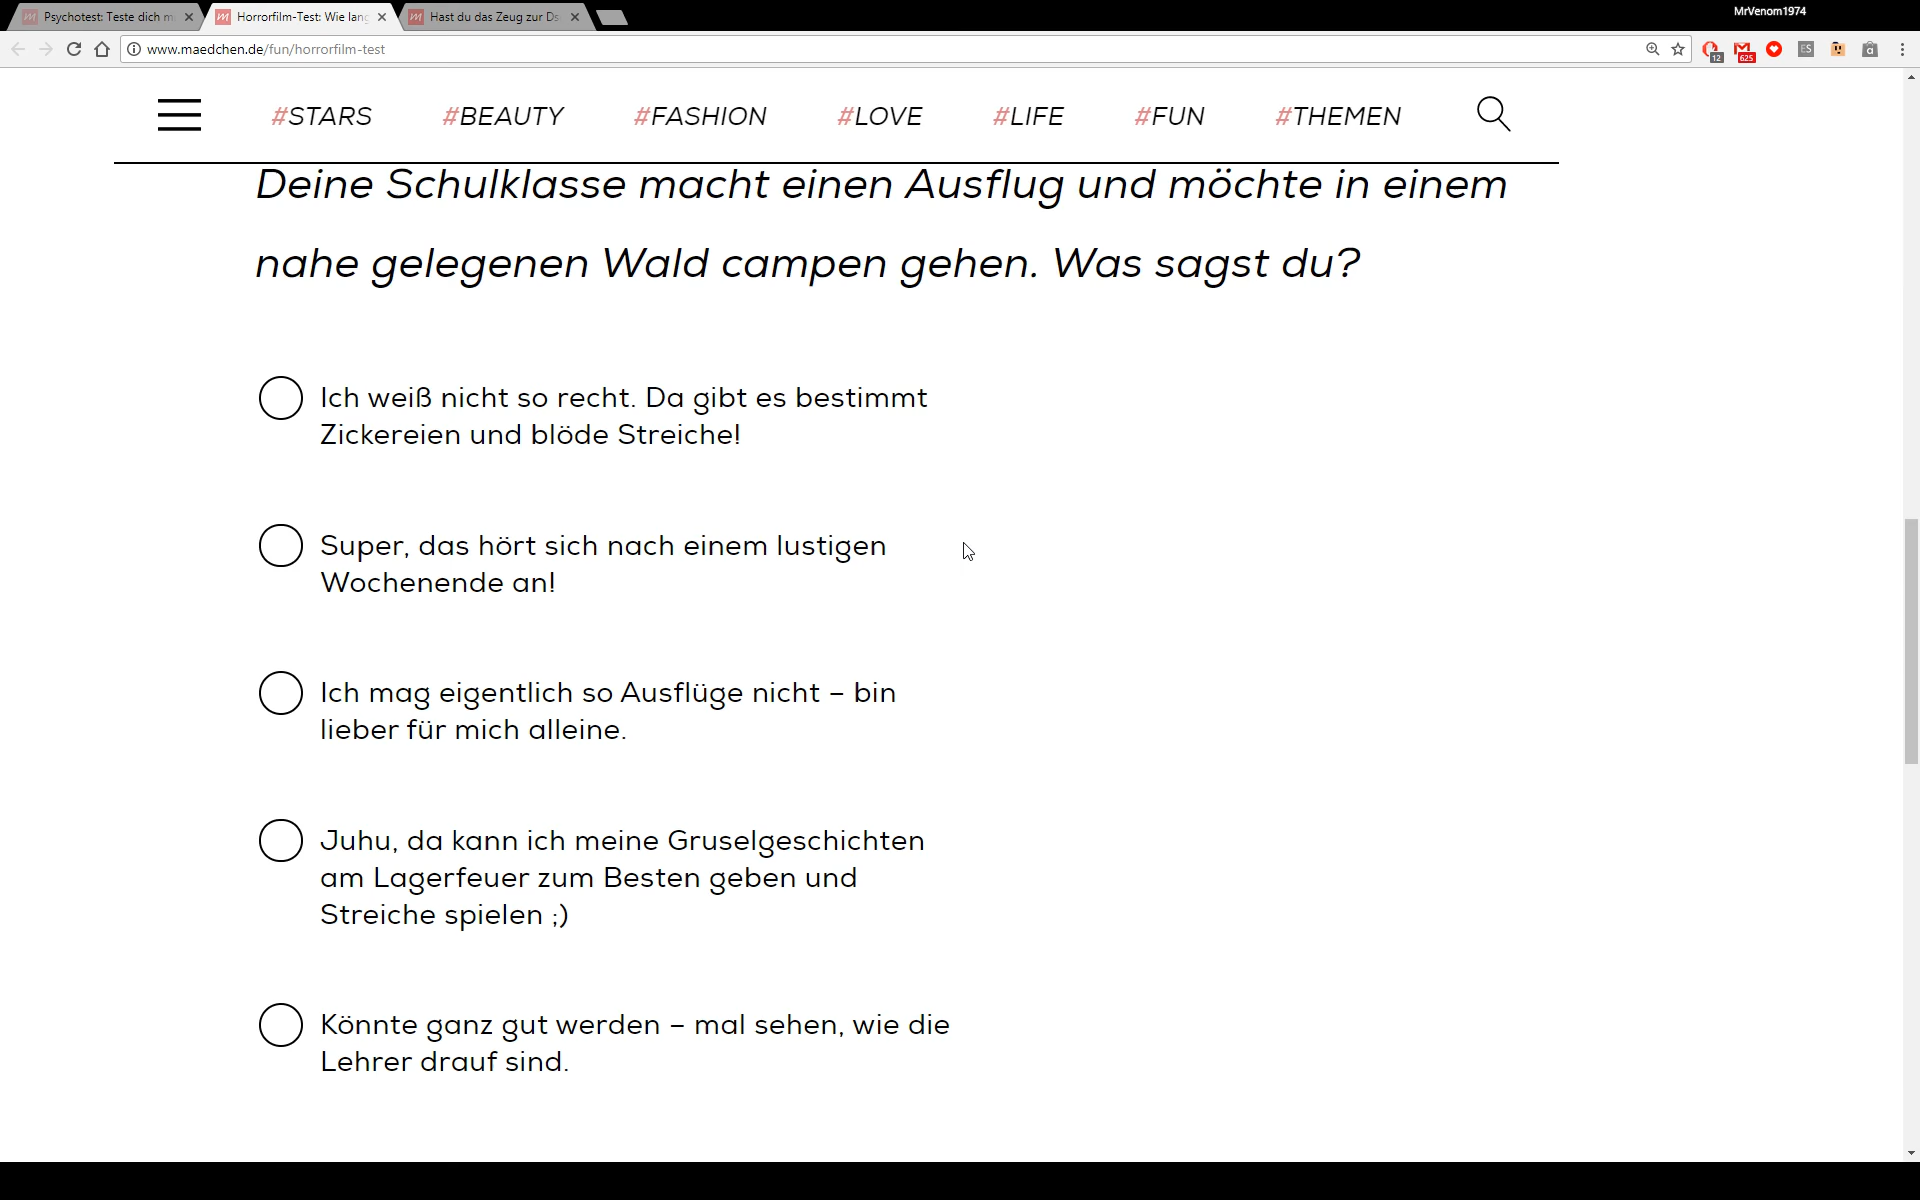 MrVenom1974
Psychotest: Teste dich m
Horrorfilm-Test: Wie lang
Hast du das Zeug zur Ds
www.maedchen.de/fun/horrorfilm-test
12
625
ES
a
#STARS #BEAUTY #FASHION #LOVE #LIFE #FUN #THEMEN
Deine Schulklasse macht einen Ausflug und möchte in einem
nahe gelegenen Wald campen gehen. Was sagst du?
Ich weiß nicht so recht. Da gibt es bestimmt
Zickereien und blöde Streiche!
Super, das hört sich nach einem lustigen
Wochenende an!
Ich mag eigentlich so Ausflüge nicht – bin
lieber für mich alleine.
Juhu, da kann ich meine Gruselgeschichten
am Lagerfeuer zum Besten geben und
Streiche spielen ;)
Könnte ganz gut werden – mal sehen, wie die
Lehrer drauf sind.